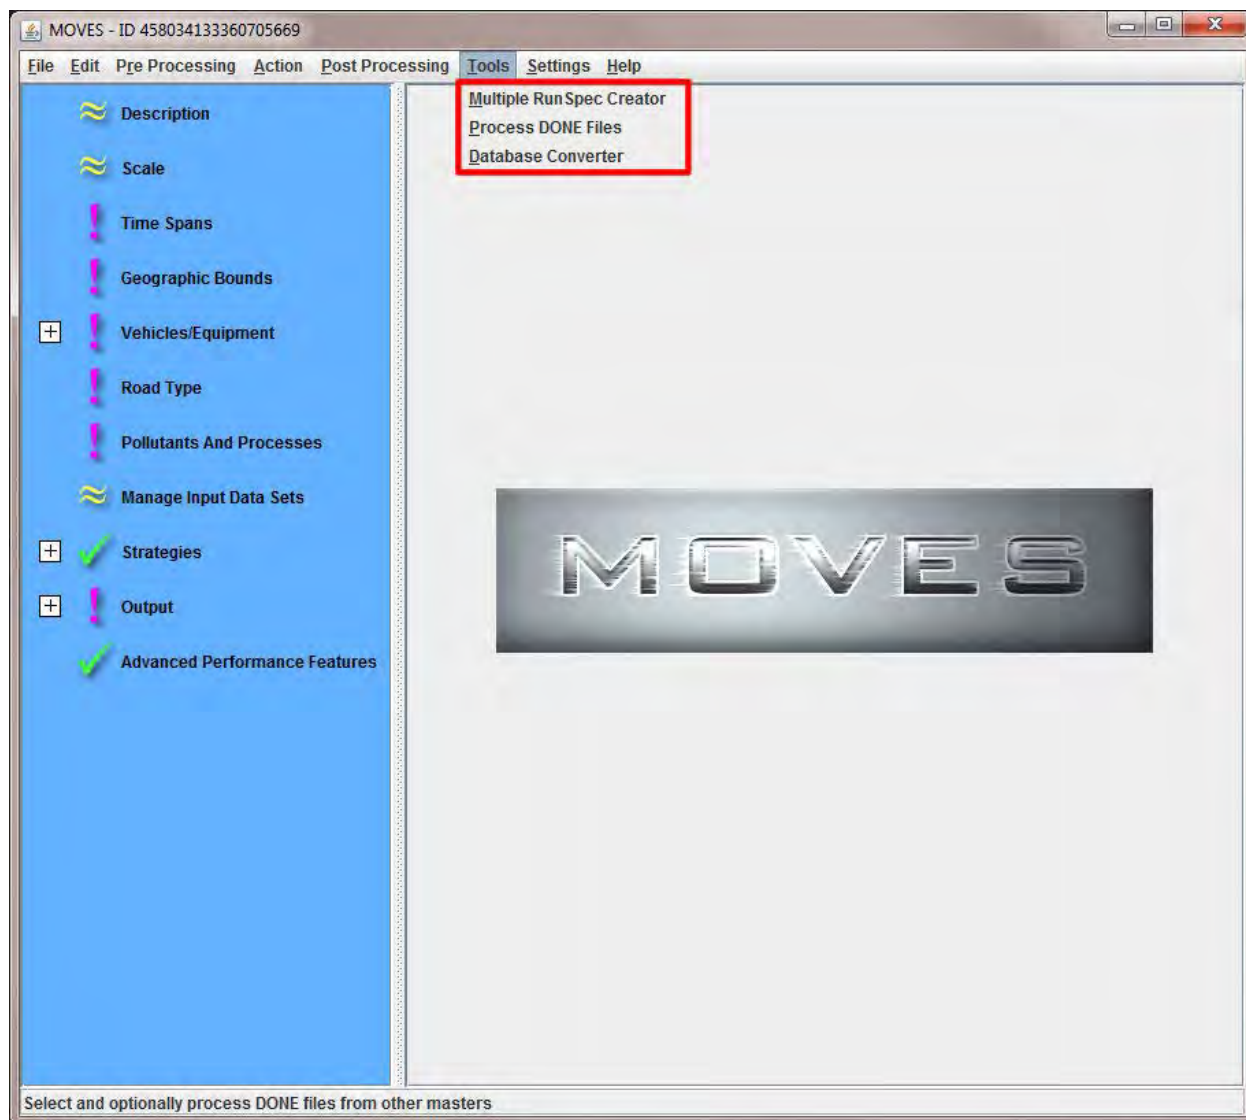 MOVES - ID 458034133360705669
File Edit Pre Processing Action Post Processing Tools Settings Help
Multiple RunSpec Creator
Process DONE Files
Database Converter
Description
Scale
Time Spans
Geographic Bounds
Vehicles/Equipment
Road Type
Pollutants And Processes
Manage Input Data Sets
Strategies
Output
Advanced Performance Features
MOVES
Select and optionally process DONE files from other masters